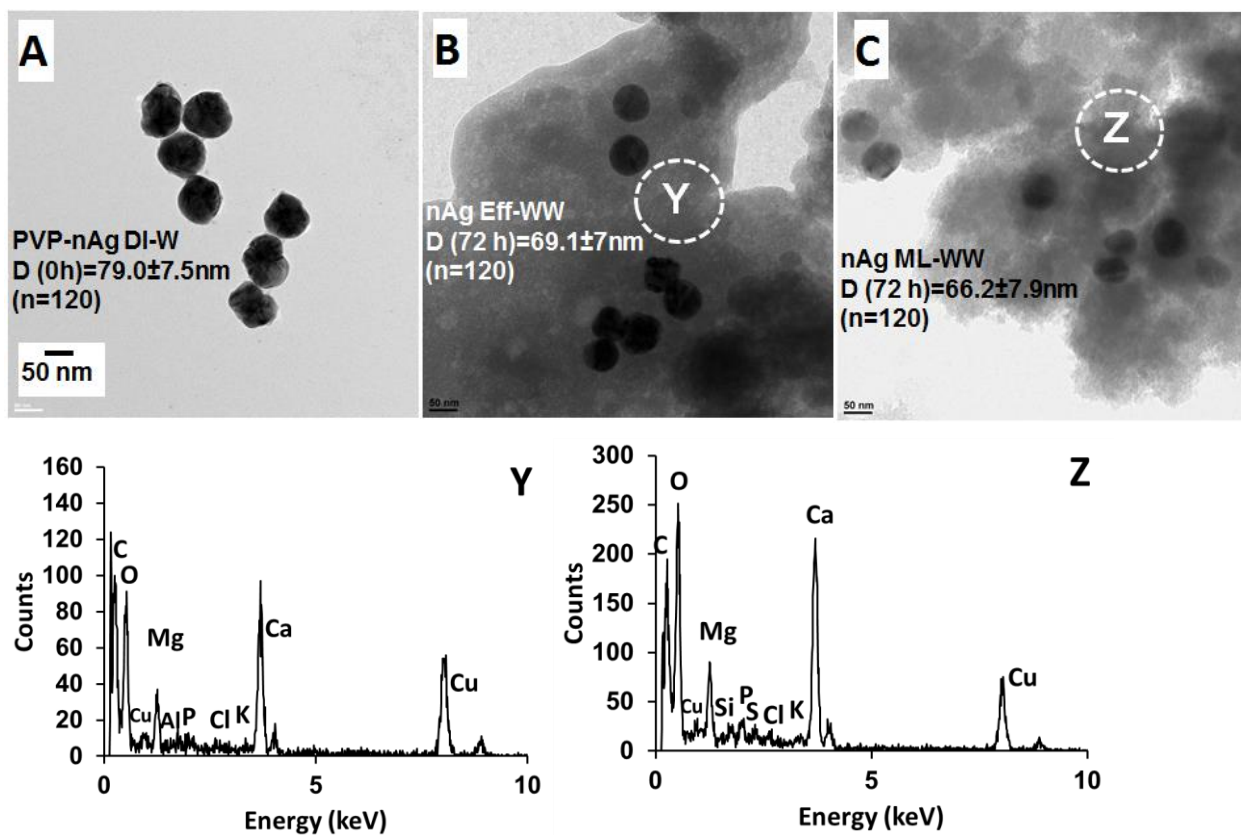 A
PVP-nAg DI-W
D (0h)=79.0±7.5nm
(n=120)
50 nm
B
Y
nAg Eff-WW
D (72 h)=69.1±7nm
(n=120)
50 nm
C
Z
nAg ML-WW
D (72 h)=66.2±7.9nm
(n=120)
50 nm
Y
Counts
160
140
120
100
80
60
40
20
0
C
O
Mg
Cu
A
P
Cl
K
Ca
Cu
0
5
10
Energy (keV)
Z
Counts
300
250
200
150
100
50
0
C
O
Mg
Cu
Si
P
S
Cl
K
Ca
Cu
0
5
10
Energy (keV)